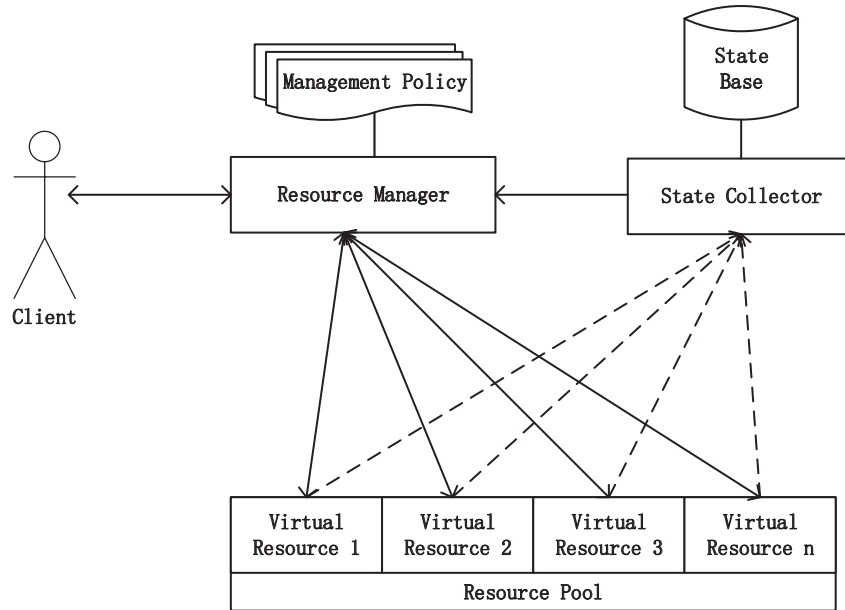 Management Policy
State
Base
Resource Manager
State Collector
Client
Virtual
Resource 1
Virtual
Resource 2
Virtual
Resource 3
Virtual
Resource n
Resource Pool